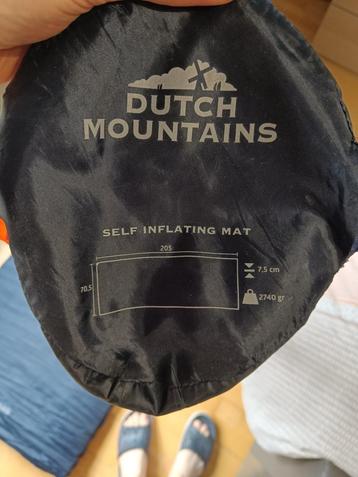 DUTCH
MOUNTAINS
SELF INFLATING MAT
205
70,5
7,5 cm
2740 gr